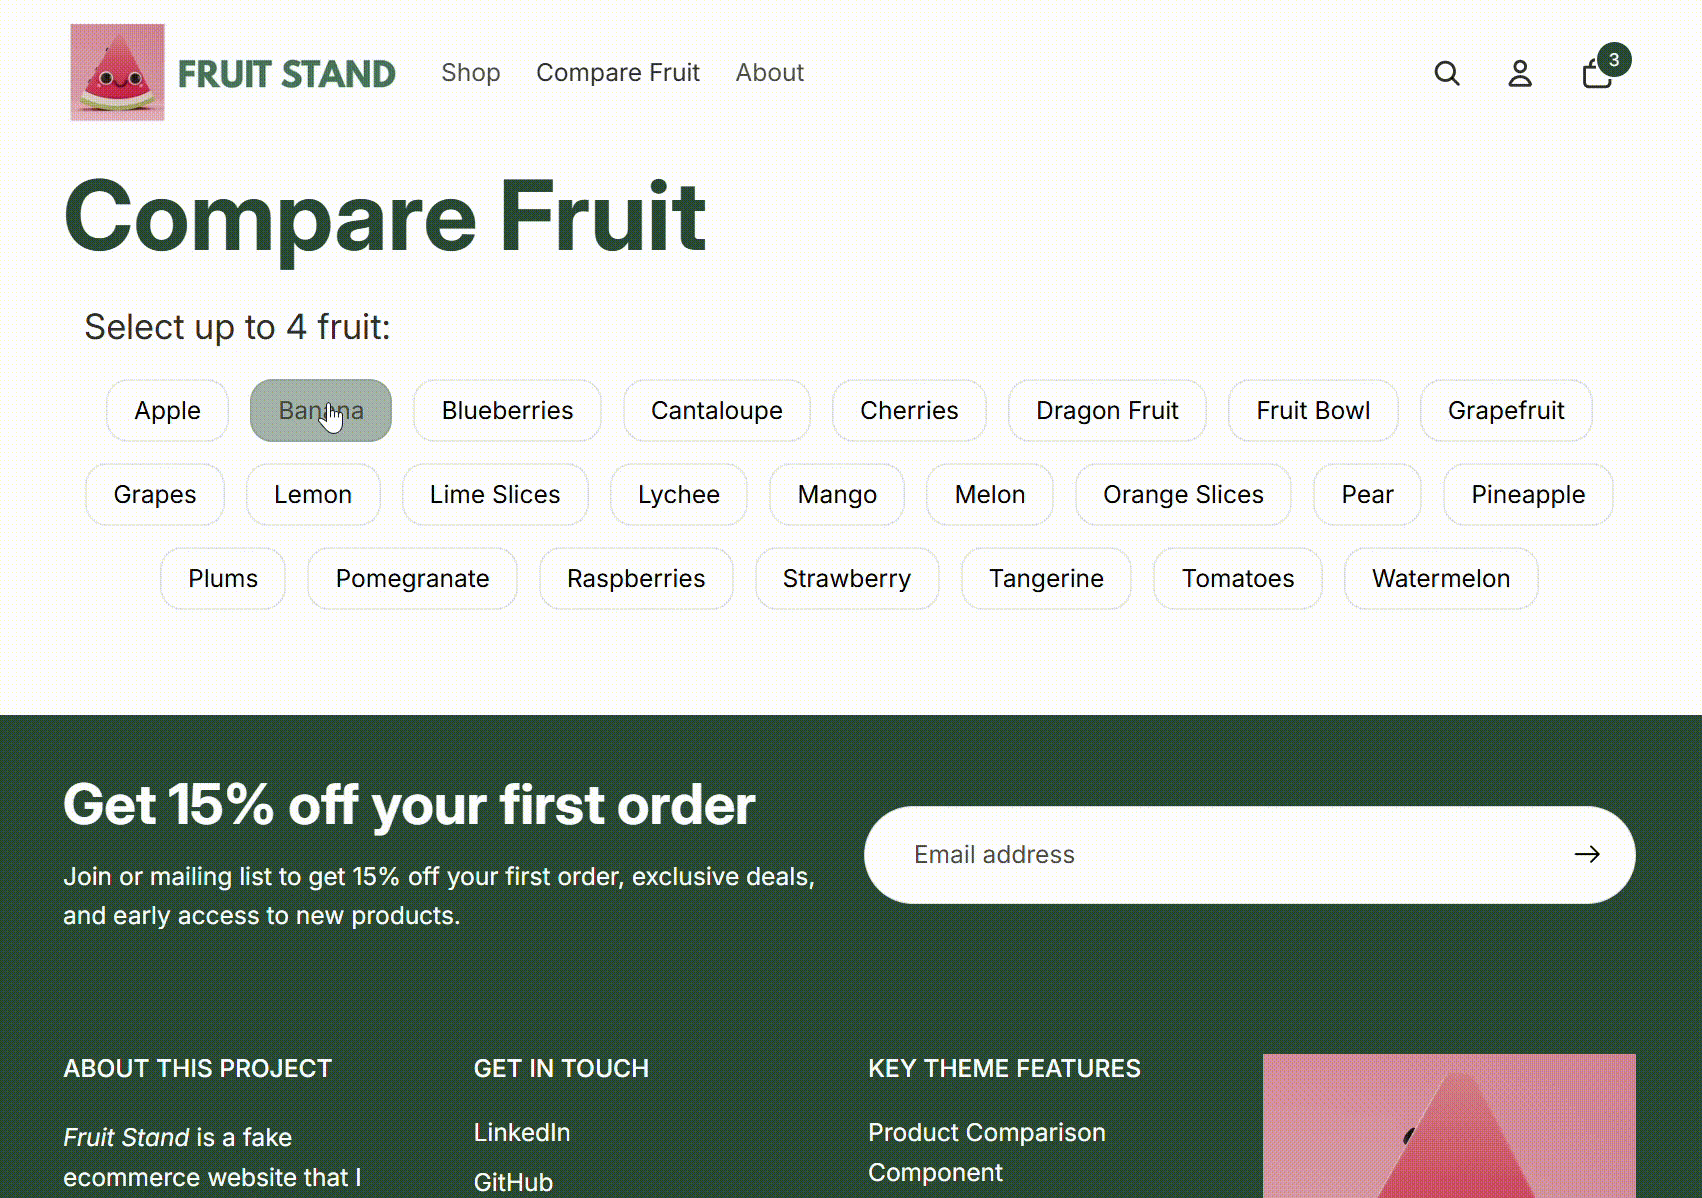 FRUIT STAND
Shop
Compare Fruit
About
3
Compare Fruit
Select up to 4 fruit:
Apple
Banana
Blueberries
Cantaloupe
Cherries
Dragon Fruit
Fruit Bowl
Grapefruit
Grapes
Lemon
Lime Slices
Lychee
Mango
Melon
Orange Slices
Pear
Pineapple
Plums
Pomegranate
Raspberries
Strawberry
Tangerine
Tomatoes
Watermelon
Get 15% off your first order
Join or mailing list to get 15% off your first order, exclusive deals,
and early access to new products.
Email address
ABOUT THIS PROJECT
Fruit Stand is a fake
ecommerce website that I
GET IN TOUCH
LinkedIn
GitHub
KEY THEME FEATURES
Product Comparison
Component